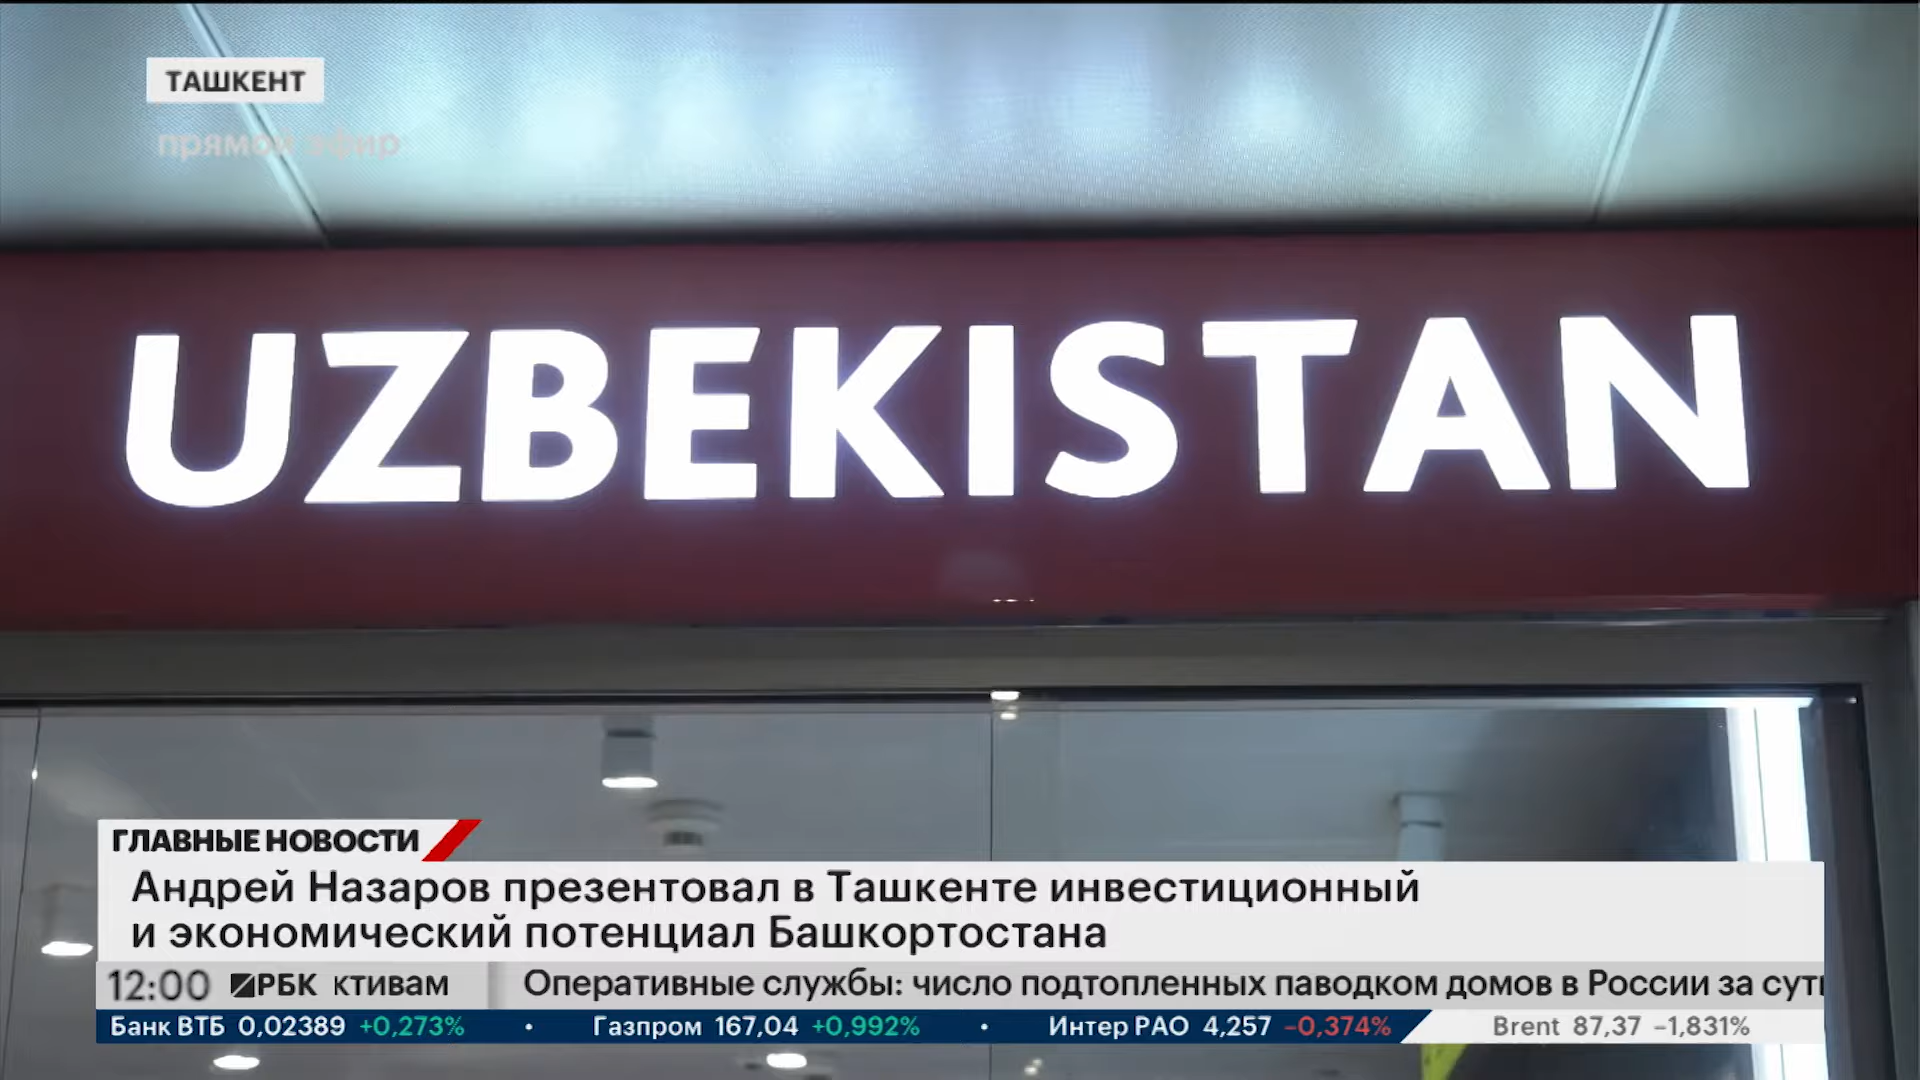 ТАШКЕНТ
прямой эфир
UZBEKISTAN
ГЛАВНЫЕ НОВОСТИ
Андрей Назаров презентовал в Ташкенте инвестиционный
и экономический потенциал Башкортостана
12:00 РБК ктивам Оперативные службы: число подтопленных паводком домов в России за сут
Банк ВТБ 0,02389 +0,273% • Газпром 167,04 +0,992% • Интер РАО 4,257 -0,374% Brent 87,37 -1,831%